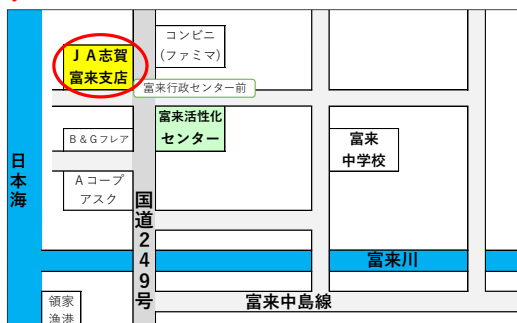 コンビニ
(ファミマ)
ＪＡ志賀
富来支店
富来行政センター前
富来活性化
センター
Ｂ＆Ｇフレア
富来
中学校
日本海
Ａコープ
アスク
国道249号
富来川
富来中島線
領家
漁港